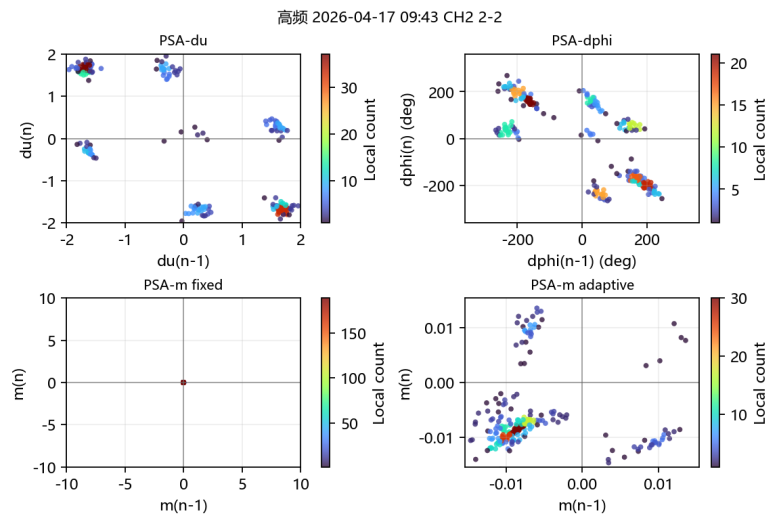 高频 2026-04-17 09:43 CH2 2-2
PSA-du
PSA-dphi
2
1
0
-1
-2
-2
-1
0
1
2
du(n)
du(n-1)
30
20
10
Local count
200
0
-200
-200
0
200
dphi(n) (deg)
dphi(n-1) (deg)
20
15
10
5
Local count
PSA-m fixed
PSA-m adaptive
10
5
0
-5
-10
-10
-5
0
5
10
m(n)
m(n-1)
150
100
50
Local count
0.01
0.00
-0.01
-0.01
0.00
0.01
m(n)
m(n-1)
30
20
10
Local count